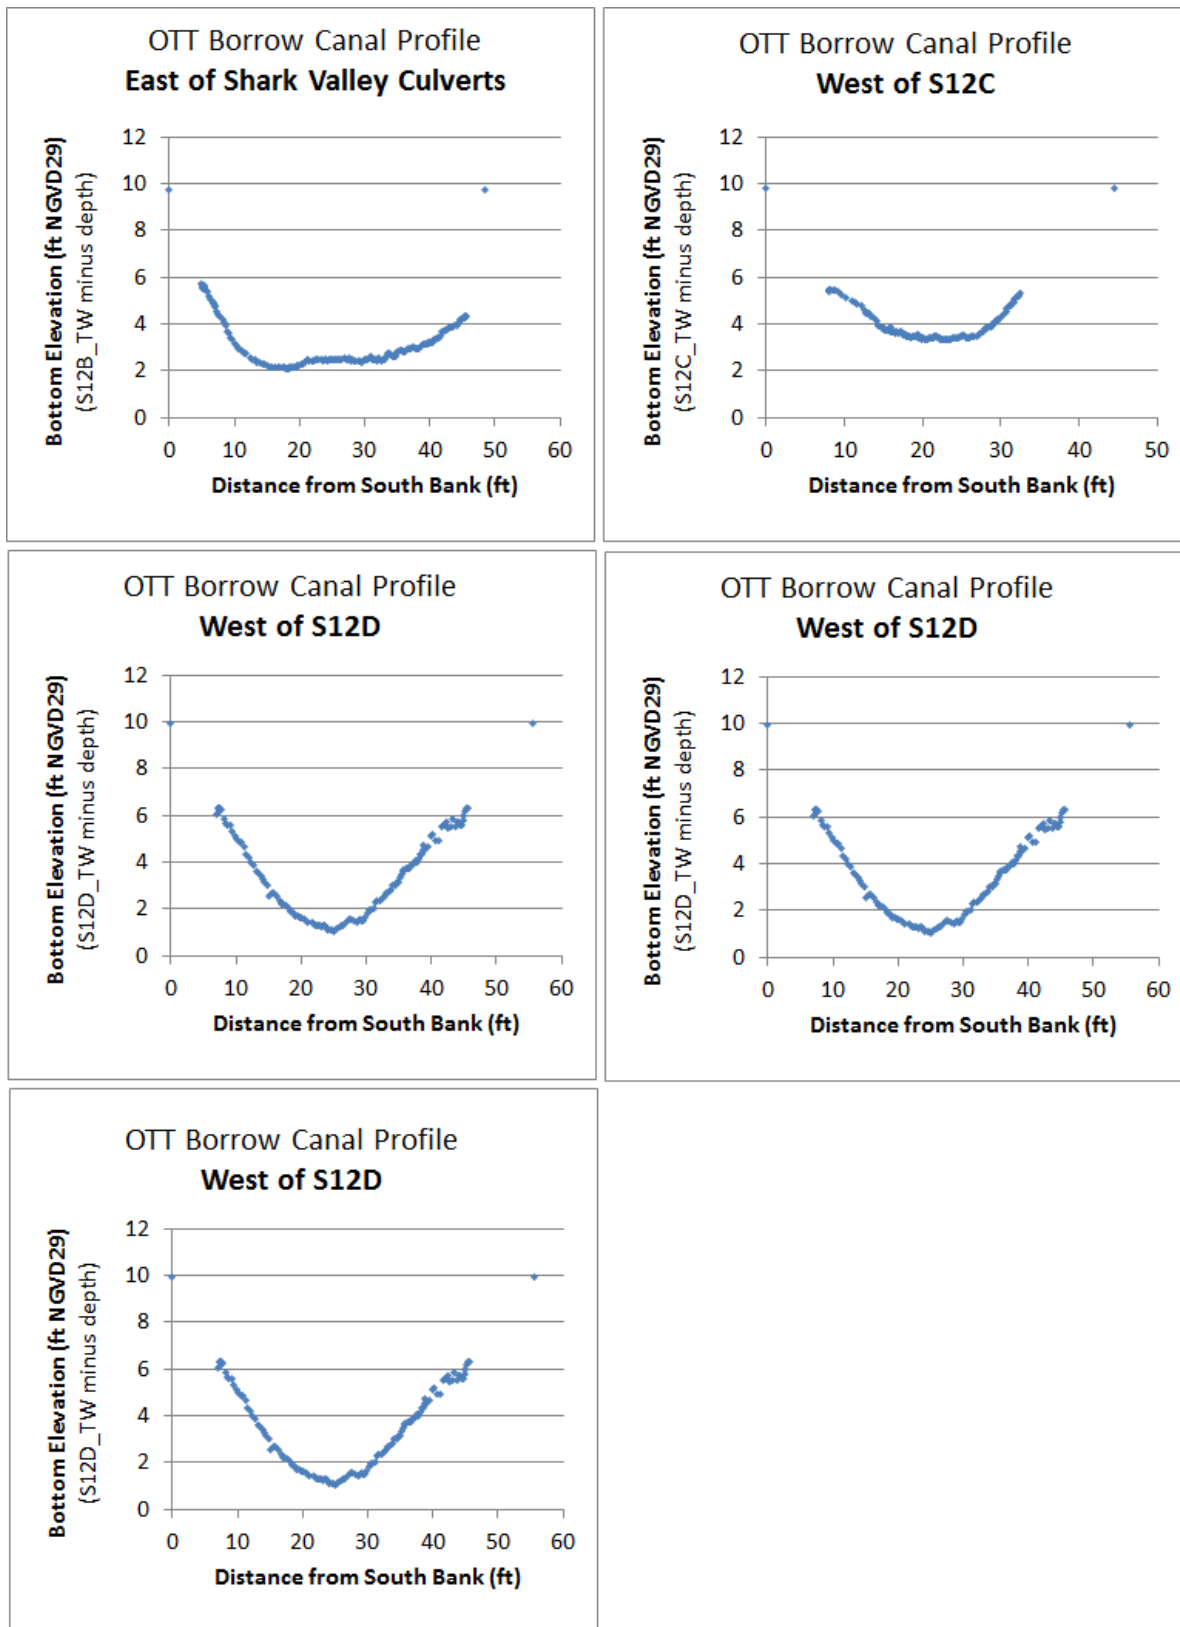 OTT Borrow Canal Profile
East of Shark Valley Culverts
Bottom Elevation (ft NGVD29)
(S12B_TW minus depth)
12
10
8
6
4
2
0
0 10 20 30 40 50 60
Distance from South Bank (ft)
OTT Borrow Canal Profile
West of S12C
Bottom Elevation (ft NGVD29)
(S12C_TW minus depth)
12
10
8
6
4
2
0
0 10 20 30 40 50
Distance from South Bank (ft)
OTT Borrow Canal Profile
West of S12D
Bottom Elevation (ft NGVD29)
(S12D_TW minus depth)
12
10
8
6
4
2
0
0 10 20 30 40 50 60
Distance from South Bank (ft)
OTT Borrow Canal Profile
West of S12D
Bottom Elevation (ft NGVD29)
(S12D_TW minus depth)
12
10
8
6
4
2
0
0 10 20 30 40 50 60
Distance from South Bank (ft)
OTT Borrow Canal Profile
West of S12D
Bottom Elevation (ft NGVD29)
(S12D_TW minus depth)
12
10
8
6
4
2
0
0 10 20 30 40 50 60
Distance from South Bank (ft)